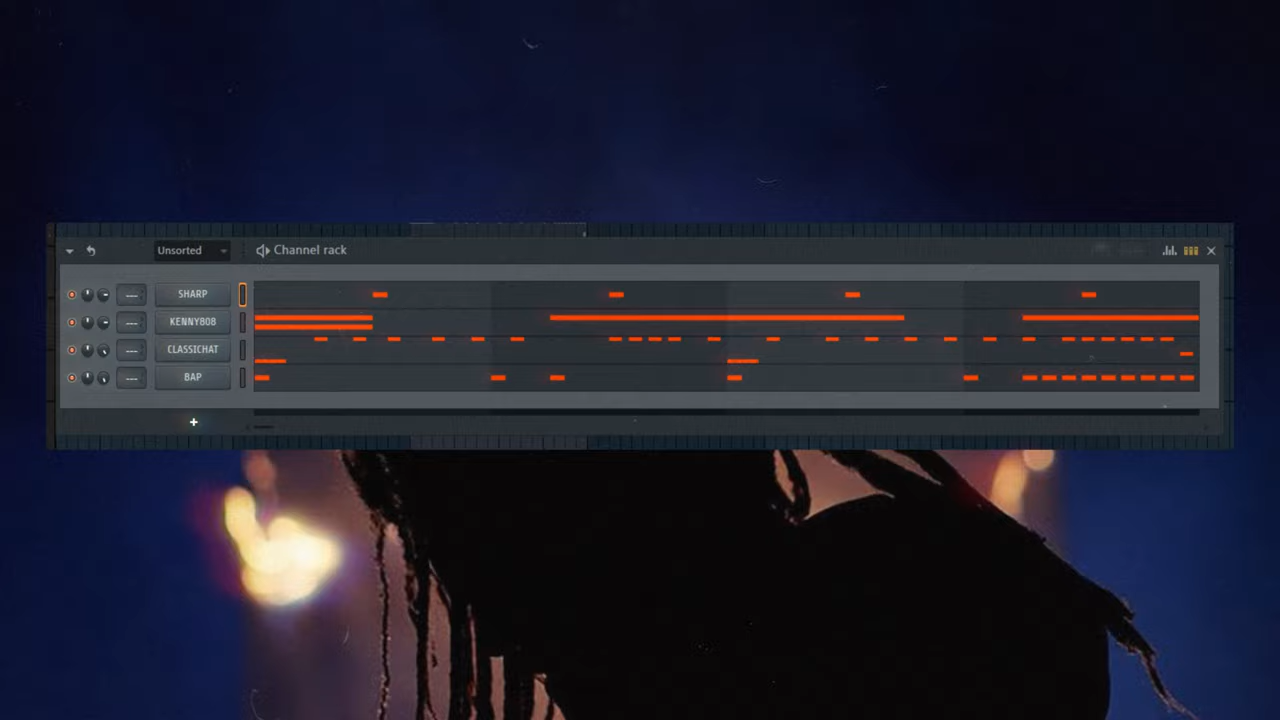 Unsorted
Channel rack
SHARP
KENNY808
CLASSICHAT
BAP